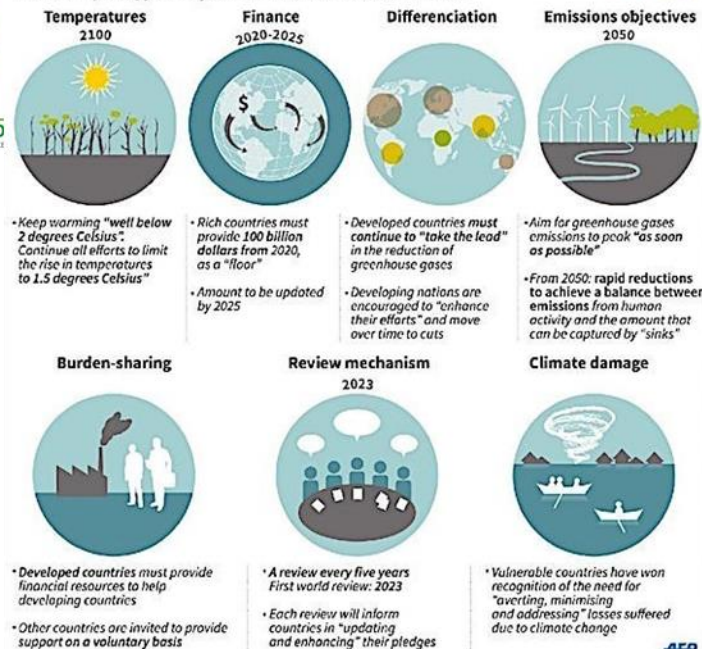 Temperatures
2100
Finance
2020-2025
Differenciation
Emissions objectives
2050
$
• Keep warming "well below
2 degrees Celsius".
Continue all efforts to limit
the rise in temperatures
to 1.5 degrees Celsius"
• Rich countries must
provide 100 billion
dollars from 2020,
as a "floor"
• Amount to be updated
by 2025
• Developed countries must
continue to "take the lead"
in the reduction of
greenhouse gases
• Developing nations are
encouraged to "enhance
their efforts" and move
over time to cuts
• Aim for greenhouse gases
emissions to peak "as soon
as possible"
• From 2050: rapid reductions
to achieve a balance between
emissions from human
activity and the amount that
can be captured by "sinks"
Burden-sharing
Review mechanism
2023
Climate damage
• Developed countries must provide
financial resources to help
developing countries
• Other countries are invited to provide
support on a voluntary basis
• A review every five years
First world review: 2023
• Each review will inform
countries in "updating
and enhancing" their pledges
• Vulnerable countries have won
recognition of the need for
"averting, minimising
and addressing" losses suffered
due to climate change
AFP